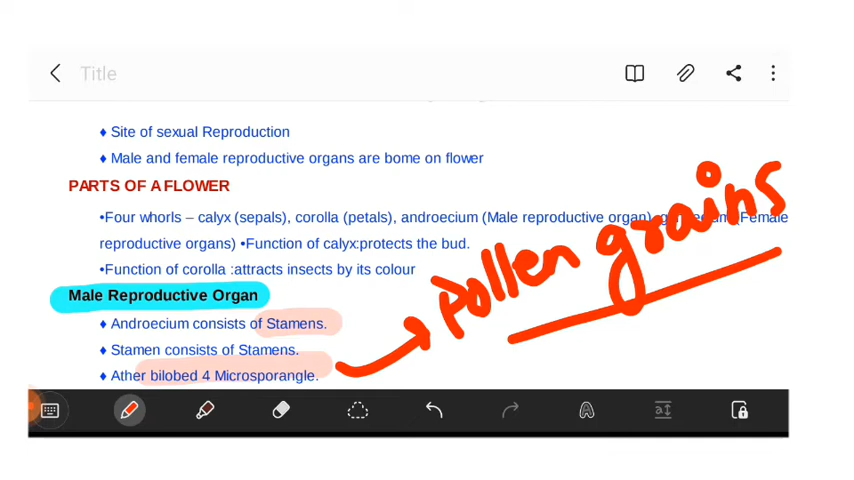 Title
♦ Site of sexual Reproduction
♦ Male and female reproductive organs are bome on flower
PARTS OF A FLOWER
•Four whorls – calyx (sepals), corolla (petals), androecium (Male reproductive organ), (Female
reproductive organs) •Function of calyx:protects the bud.
•Function of corolla :attracts insects by its colour
Male Reproductive Organ
♦ Androecium consists of Stamens.
♦ Stamen consists of Stamens.
♦ Ather bilobed 4 Microsporangle.
Pollen grains